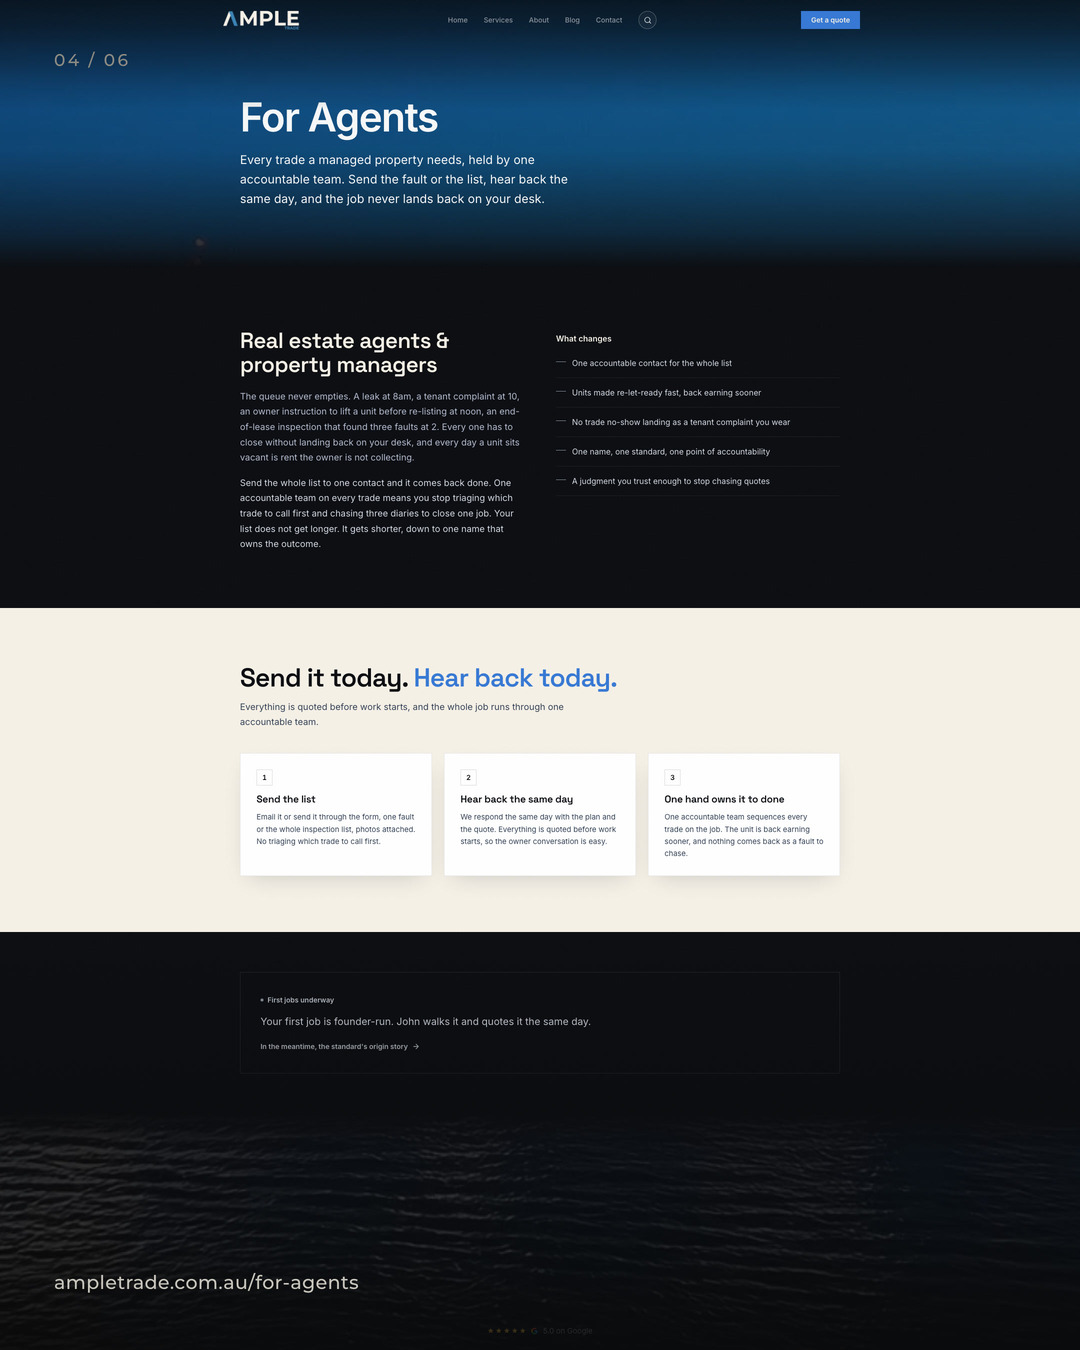 AMPLE
TRADE
Home Services About Blog Contact
Get a quote
04 / 06
For Agents
Every trade a managed property needs, held by one
accountable team. Send the fault or the list, hear back the
same day, and the job never lands back on your desk.
Real estate agents &
property managers
The queue never empties. A leak at 8am, a tenant complaint at 10,
an owner instruction to lift a unit before re-listing at noon, an end-
of-lease inspection that found three faults at 2. Every one has to
close without landing back on your desk, and every day a unit sits
vacant is rent the owner is not collecting.
Send the whole list to one contact and it comes back done. One
accountable team on every trade means you stop triaging which
trade to call first and chasing three diaries to close one job. Your
list does not get longer. It gets shorter, down to one name that
owns the outcome.
What changes
One accountable contact for the whole list
Units made re-let-ready fast, back earning sooner
No trade no-show landing as a tenant complaint you wear
One name, one standard, one point of accountability
A judgment you trust enough to stop chasing quotes
Send it today. Hear back today.
Everything is quoted before work starts, and the whole job runs through one
accountable team.
1
Send the list
Email it or send it through the form, one fault
or the whole inspection list, photos attached.
No triaging which trade to call first.
2
Hear back the same day
We respond the same day with the plan and
the quote. Everything is quoted before work
starts, so the owner conversation is easy.
3
One hand owns it to done
One accountable team sequences every
trade on the job. The unit is back earning
sooner, and nothing comes back as a fault to
chase.
First jobs underway
Your first job is founder-run. John walks it and quotes it the same day.
In the meantime, the standard's origin story →
ampletrade.com.au/for-agents
★★★★★ G 5.0 on Google